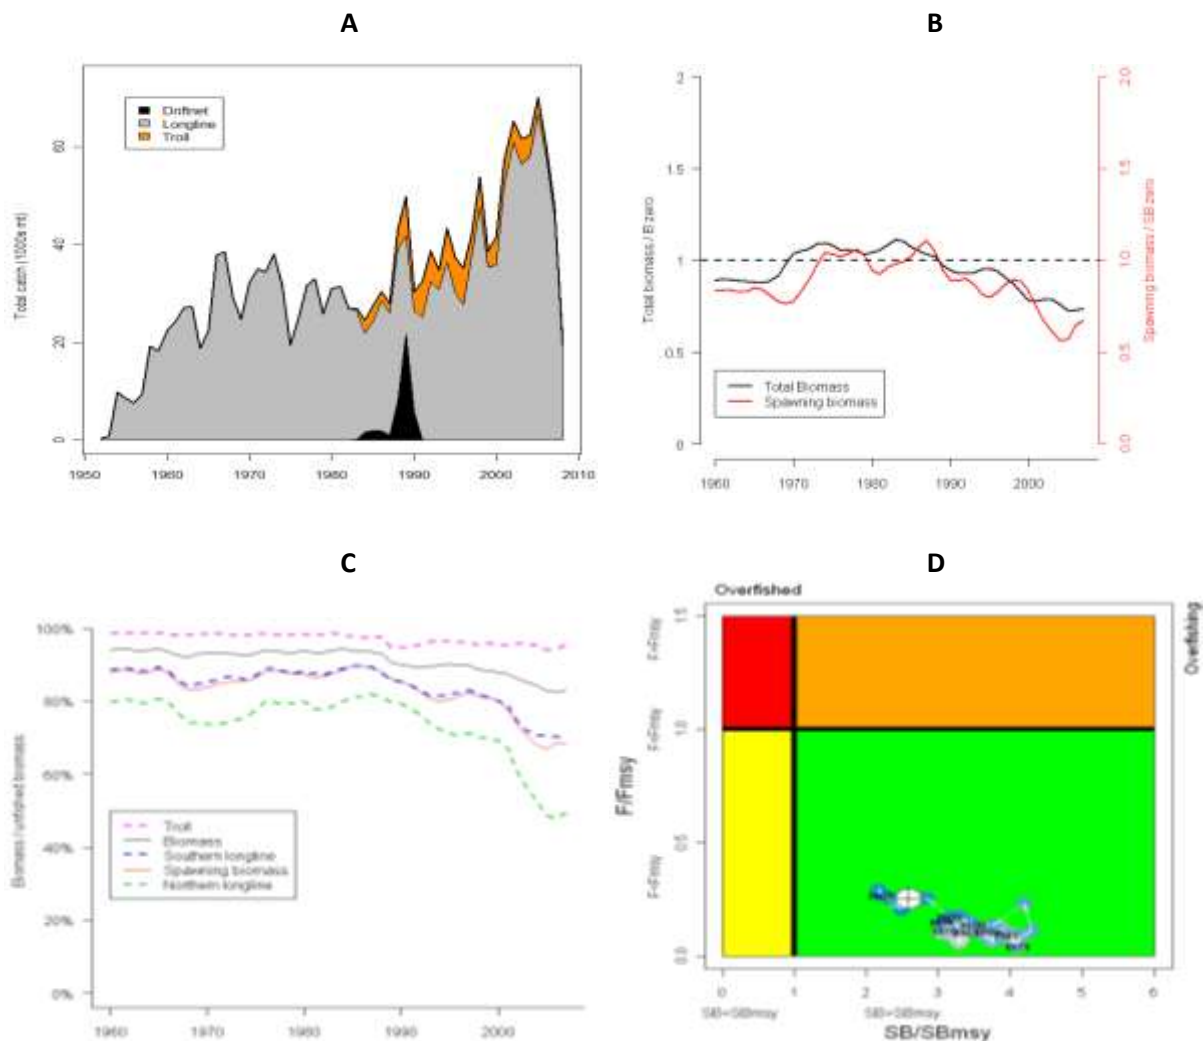 A
Driftnet
Longline
Troll
Total catch (1000s mt)
60
40
20
0
1950 1960 1970 1980 1990 2000 2010
B
2
1.5
1
0.5
0
Total biomass / B zero
2.0
1.5
1.0
0.5
0.0
Spawning biomass / SB zero
Total Biomass
Spawning biomass
1960 1970 1980 1990 2000
C
100%
80%
60%
40%
20%
0%
Biomass / unfished biomass
Troll
Biomass
Southern longline
Spawning biomass
Northern longline
1960 1970 1980 1990 2000
D
Overfished
Overfishing
1.5
1.0
0.5
0.0
F/Fmsy
0 1 2 3 4 5 6
SB/SBmsy